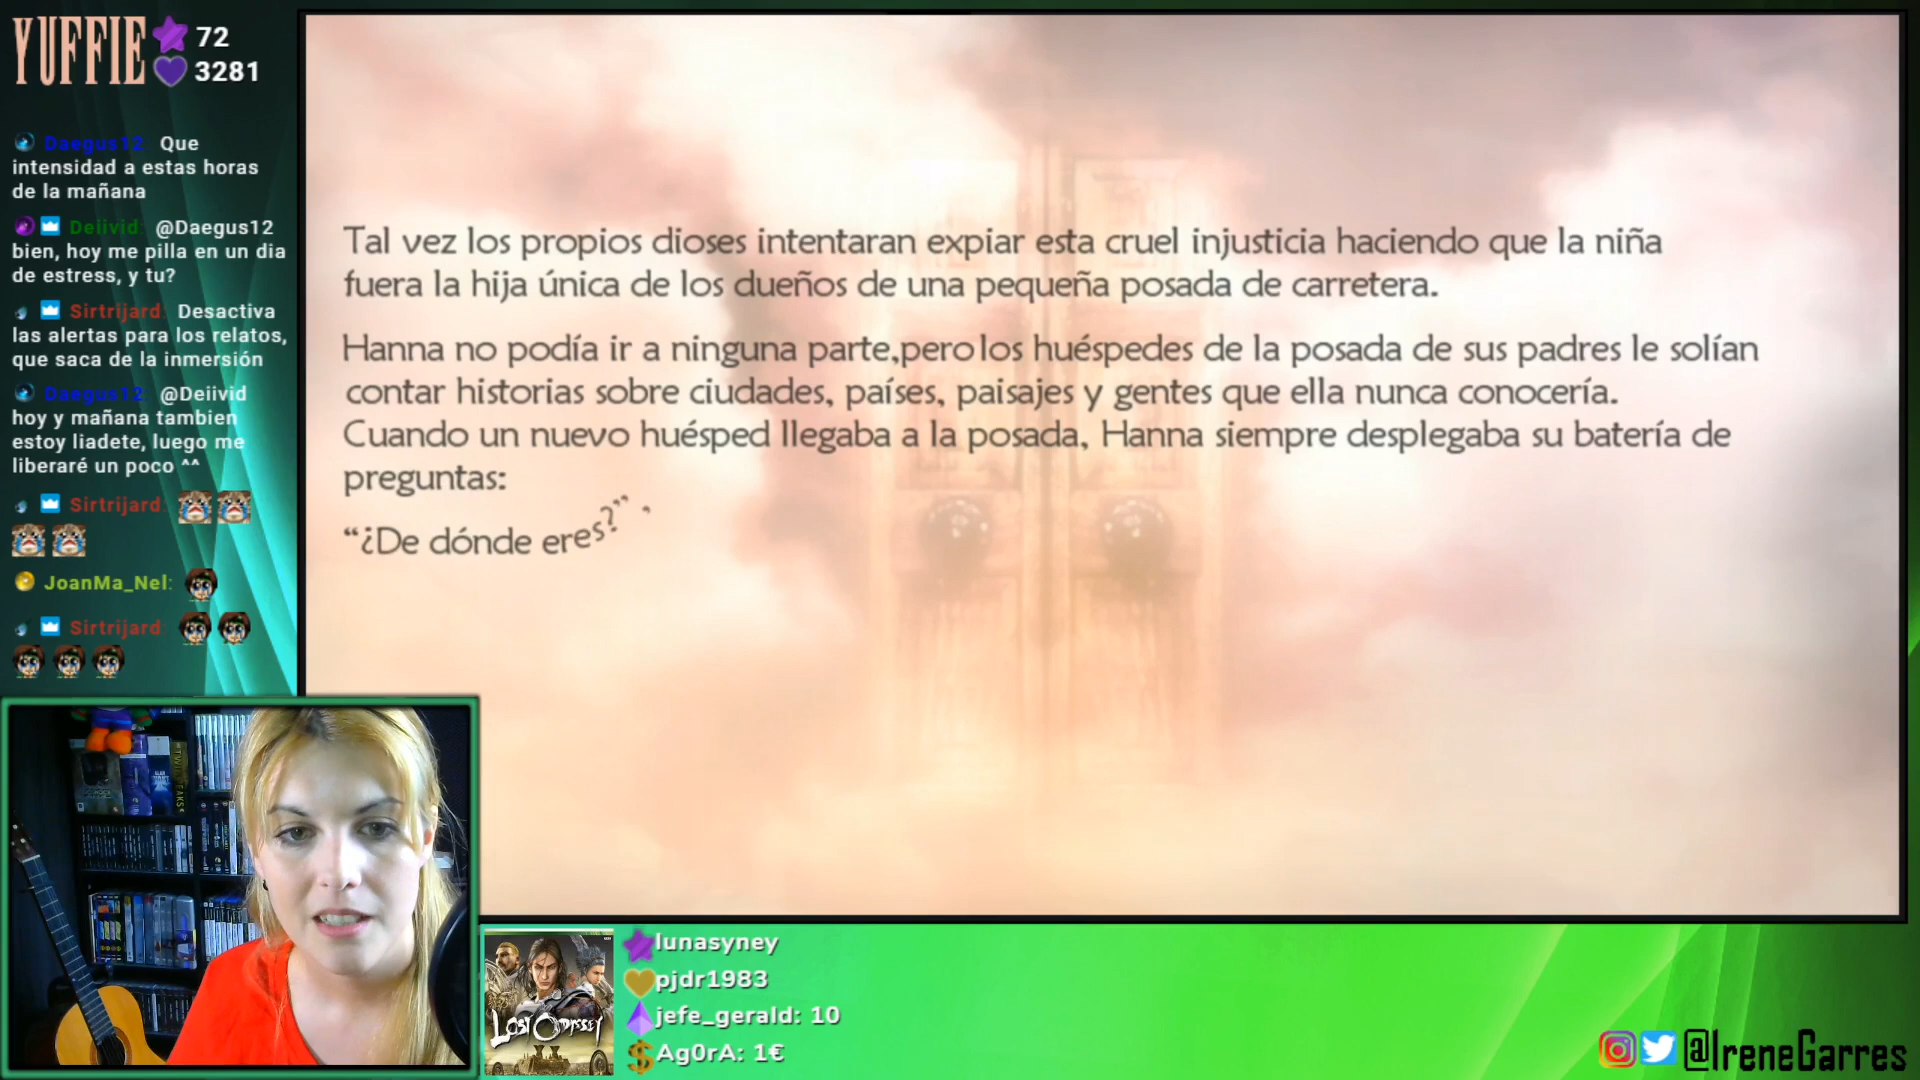 YUFFIE
72
3281
Daegus12 Que
intensidad a estas horas
de la mañana
Deiivid: @Daegus12
bien, hoy me pilla en un dia
de estress, y tu?
Sirtrijard: Desactiva
las alertas para los relatos,
que saca de la inmersión
Daegus12 @Deiivid
hoy y mañana tambien
estoy liadete, luego me
liberaré un poco ^^
Sirtrijard:
JoanMa_Nel:
Sirtrijard:
Tal vez los propios dioses intentaran expiar esta cruel injusticia haciendo que la niña
fuera la hija única de los dueños de una pequeña posada de carretera.
Hanna no podía ir a ninguna parte,pero los huéspedes de la posada de sus padres le solían
contar historias sobre ciudades, países, paisajes y gentes que ella nunca conocería.
Cuando un nuevo huésped llegaba a la posada, Hanna siempre desplegaba su batería de
preguntas:
“¿De dónde eres?” ,
LOST ODYSSEY
lunasyney
pjdr1983
jefe_gerald: 10
Ag0rA: 1€
@IreneGarres